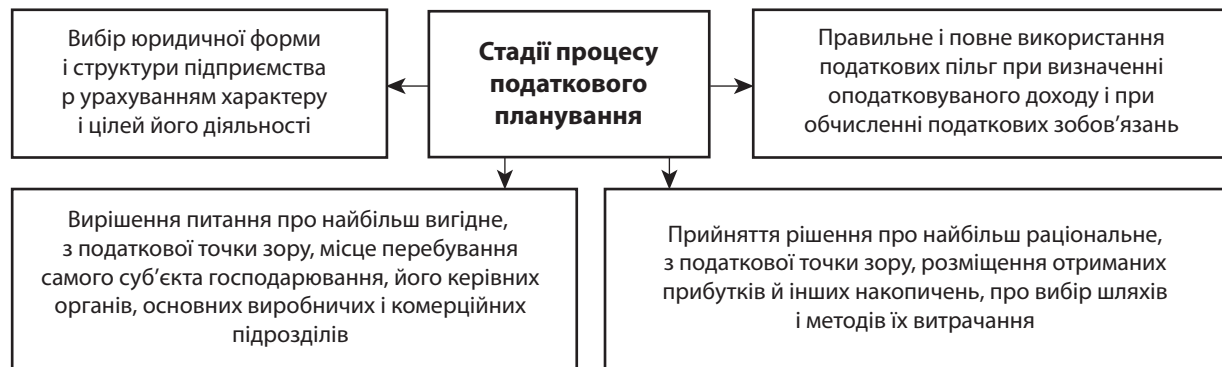 Вибір юридичної форми
і структури підприємства
р урахуванням характеру
і цілей його діяльності
Стадії процесу
податкового
планування
Правильне і повне використання
податкових пільг при визначенні
оподатковуваного доходу і при
обчисленні податкових зобов’язань
Вирішення питання про найбільш вигідне,
з податкової точки зору, місце перебування
самого суб’єкта господарювання, його керівних
органів, основних виробничих і комерційних
підрозділів
Прийняття рішення про найбільш раціональне,
з податкової точки зору, розміщення отриманих
прибутків й інших накопичень, про вибір шляхів
і методів їх витрачання